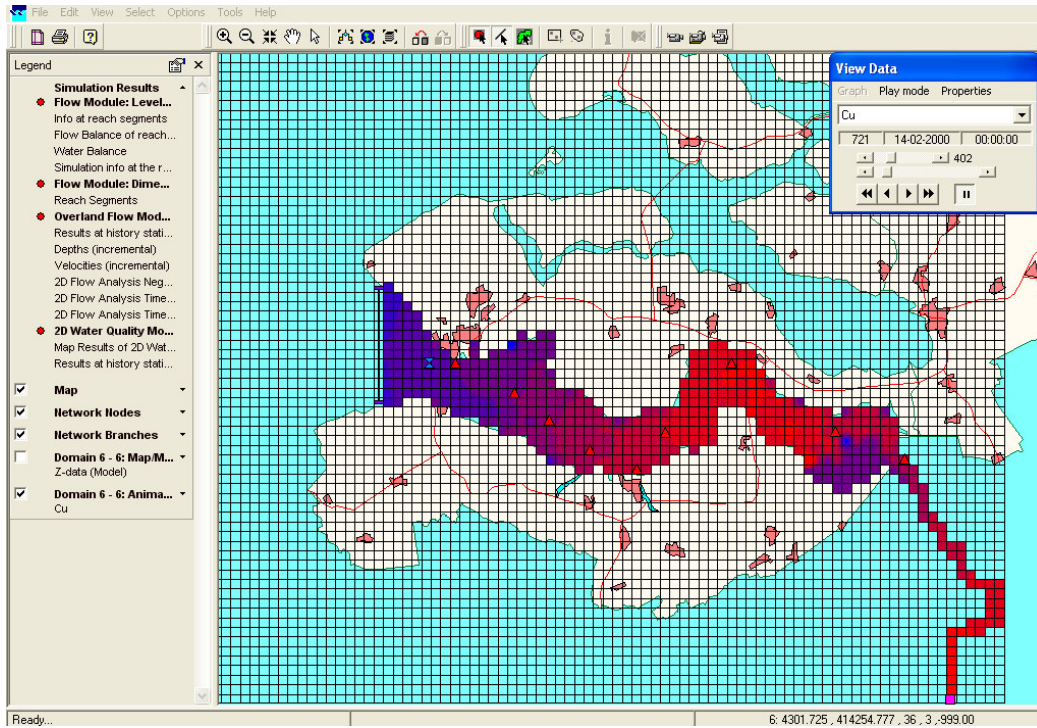 File Edit View Select Options Tools Help
Legend
Simulation Results
Flow Module: Level...
Info at reach segments
Flow Balance of reach...
Water Balance
Simulation info at the r...
Flow Module: Dime...
Reach Segments
Overland Flow Mod...
Results at history stati...
Depths (incremental)
Velocities (incremental)
2D Flow Analysis Neg...
2D Flow Analysis Time...
2D Flow Analysis Time...
2D Water Quality Mo...
Map Results of 2D Wat...
Results at history stati...
Map
Network Nodes
Network Branches
Domain 6 - 6: Map/M...
Z-data (Model)
Domain 6 - 6: Anima...
Cu
View Data
Graph Play mode Properties
Cu
721 14-02-2000 00:00:00
402
Ready...
6: 4301.725 , 414254.777 , 36 , 3 ,-999.00